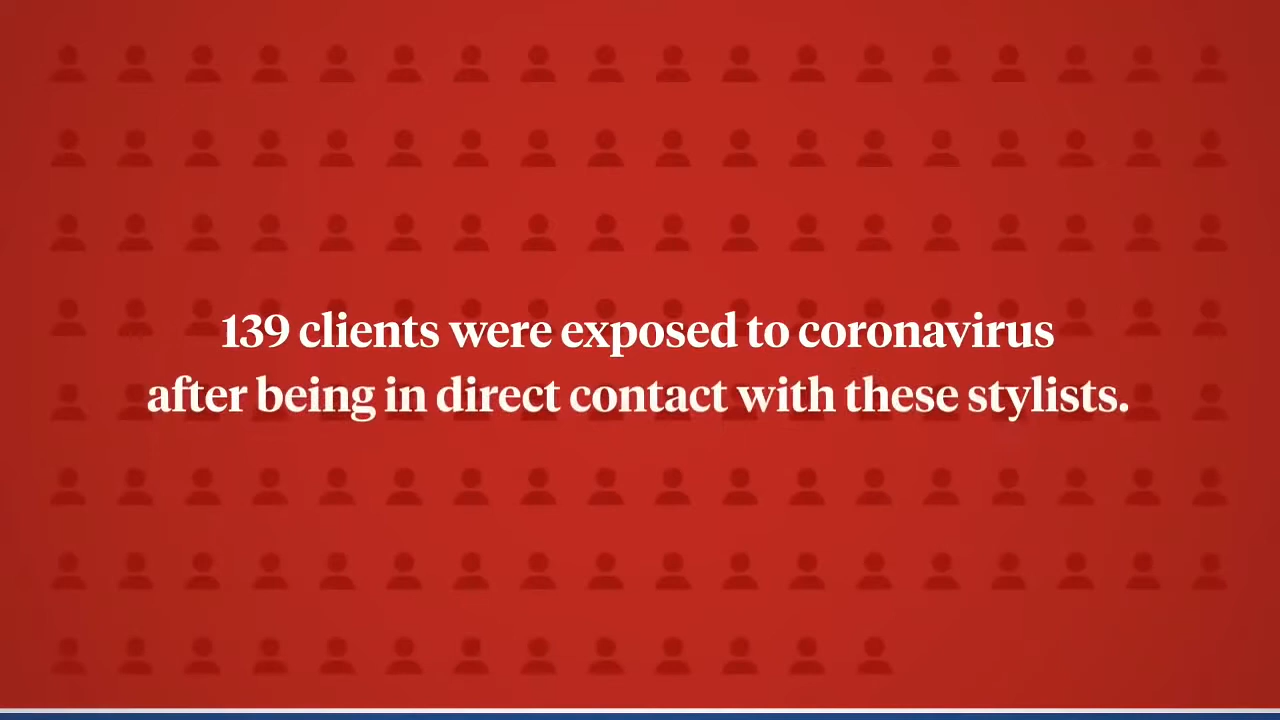 139 clients were exposed to coronavirus
after being in direct contact with these stylists.